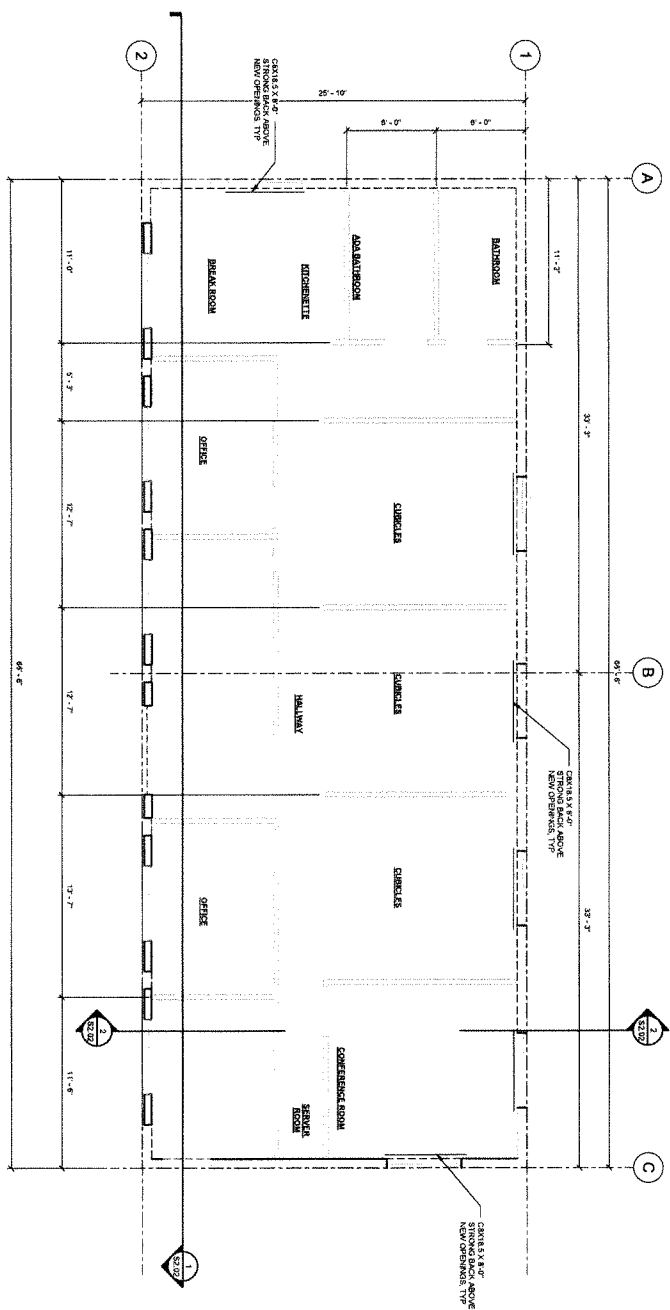 A
B
C
2
S2.02
66' - 6"
33' - 3"
33' - 3"
11' - 2"
C8X18.5 X 8'-0"
STRONG BACK ABOVE
NEW OPENINGS, TYP
C8X18.5 X 8'-0"
STRONG BACK ABOVE
NEW OPENINGS, TYP
1
6' - 0"
6' - 0"
25' - 10"
BATHROOM
ADA BATHROOM
CUBICLES
CUBICLES
CUBICLES
CONFERENCE ROOM
KITCHENETTE
HALLWAY
SERVER
ROOM
C8X18.5 X 8'-0"
STRONG BACK ABOVE
NEW OPENINGS, TYP
BREAK ROOM
OFFICE
OFFICE
1
S2.02
2
2
S2.02
11' - 0"
5' - 3"
12' - 7"
12' - 7"
13' - 7"
11' - 6"
66' - 6"